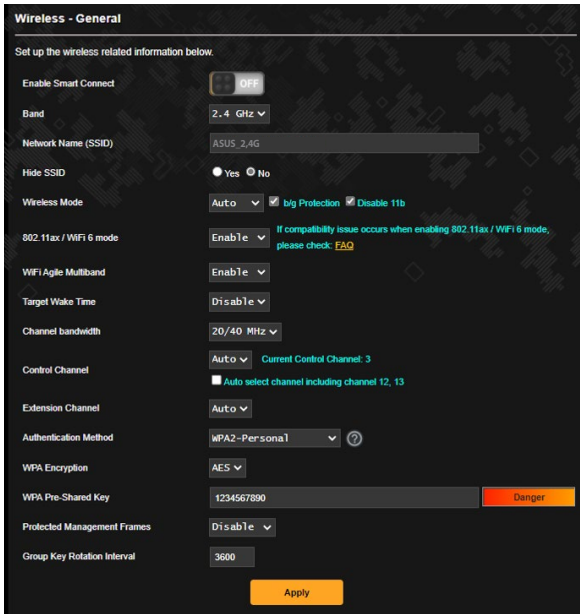 Wireless - General
Set up the wireless related information below.
Enable Smart Connect OFF
Band 2.4 GHz
Network Name (SSID) ASUS_2,4G
Hide SSID Yes No
Wireless Mode Auto b/g Protection Disable 11b
802.11ax / WiFi 6 mode Enable If compatibility issue occurs when enabling 802.11ax / WiFi 6 mode,
please check: FAQ
WiFi Agile Multiband Enable
Target Wake Time Disable
Channel bandwidth 20/40 MHz
Control Channel Auto Current Control Channel: 3
Auto select channel including channel 12, 13
Extension Channel Auto
Authentication Method WPA2-Personal ?
WPA Encryption AES
WPA Pre-Shared Key 1234567890 Danger
Protected Management Frames Disable
Group Key Rotation Interval 3600
Apply